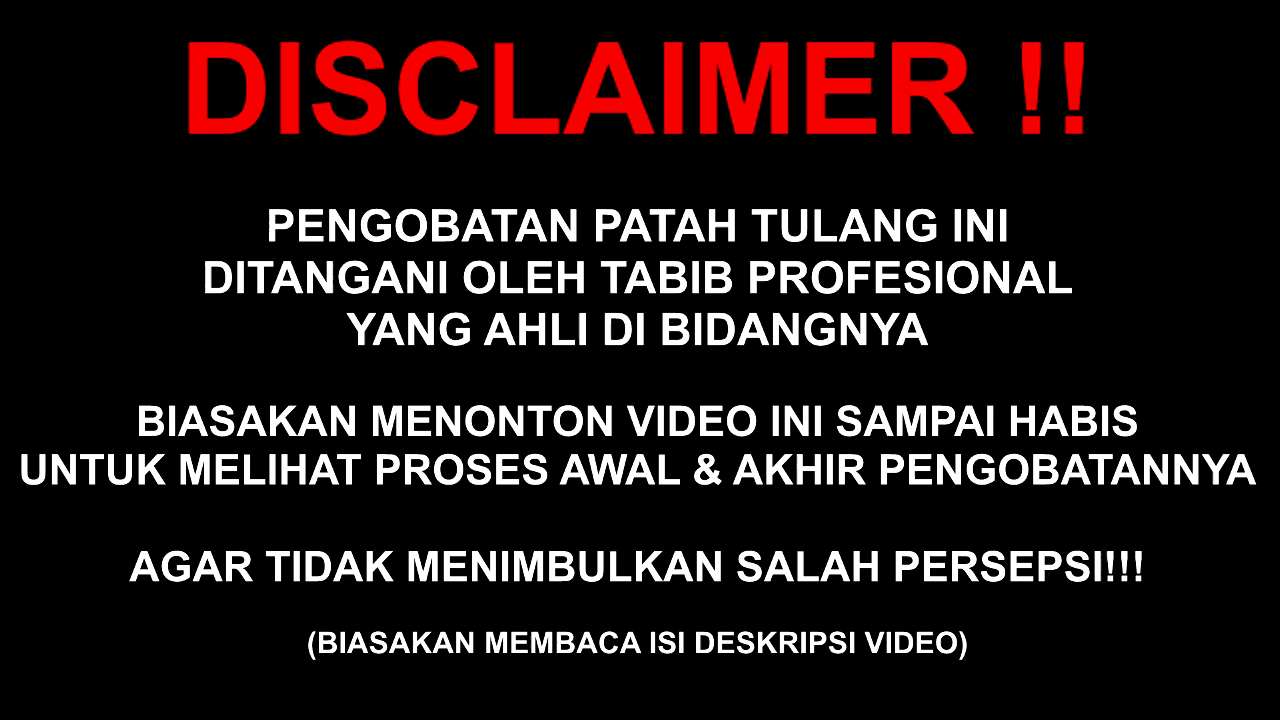 DISCLAIMER !!
PENGOBATAN PATAH TULANG INI
DITANGANI OLEH TABIB PROFESIONAL
YANG AHLI DI BIDANGNYA
BIASAKAN MENONTON VIDEO INI SAMPAI HABIS
UNTUK MELIHAT PROSES AWAL & AKHIR PENGOBATANNYA
AGAR TIDAK MENIMBULKAN SALAH PERSEPSI!!!
(BIASAKAN MEMBACA ISI DESKRIPSI VIDEO)